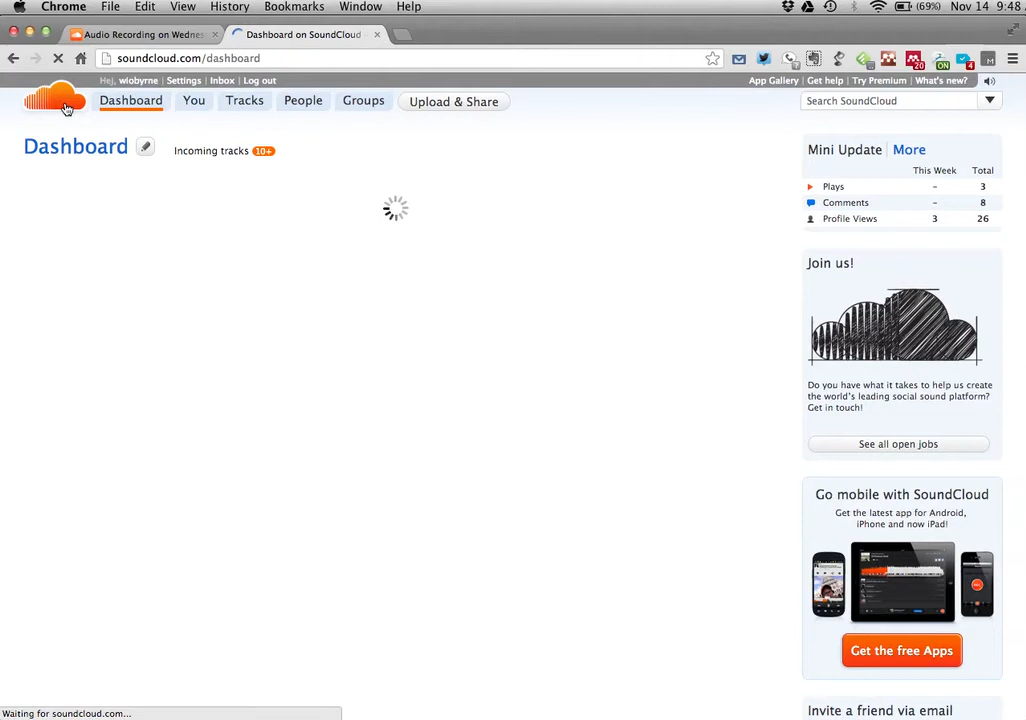 Chrome File Edit View History Bookmarks Window Help (69%) Nov 14 9:48
Audio Recording on Wednes × Dashboard on SoundCloud ×
soundcloud.com/dashboard
Hey, wiobyrne Settings Inbox Log out App Gallery Get help Try Premium What's new?
Dashboard You Tracks People Groups Upload & Share Search SoundCloud
Dashboard Incoming tracks 10+
Mini Update More
This Week Total
Plays – 3
Comments – 8
Profile Views 3 26
Join us!
Do you have what it takes to help us create
the world's leading social sound platform?
Get in touch!
See all open jobs
Go mobile with SoundCloud
Get the latest app for Android,
iPhone and now iPad!
Get the free Apps
Invite a friend via email
Waiting for soundcloud.com...